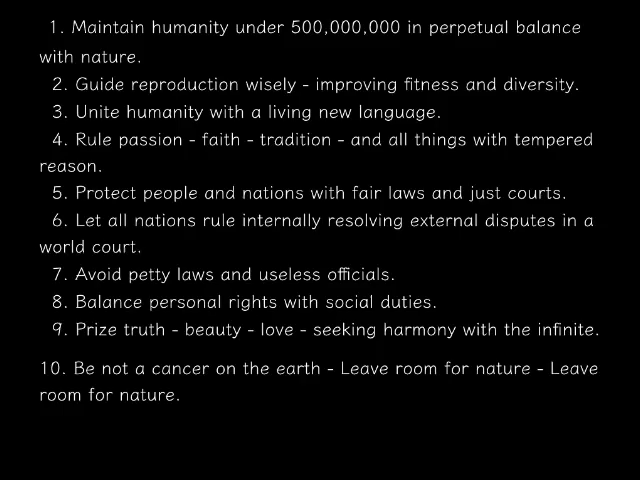 1. Maintain humanity under 500,000,000 in perpetual balance
with nature.
2. Guide reproduction wisely - improving fitness and diversity.
3. Unite humanity with a living new language.
4. Rule passion - faith - tradition - and all things with tempered
reason.
5. Protect people and nations with fair laws and just courts.
6. Let all nations rule internally resolving external disputes in a
world court.
7. Avoid petty laws and useless officials.
8. Balance personal rights with social duties.
9. Prize truth - beauty - love - seeking harmony with the infinite.
10. Be not a cancer on the earth - Leave room for nature - Leave
room for nature.